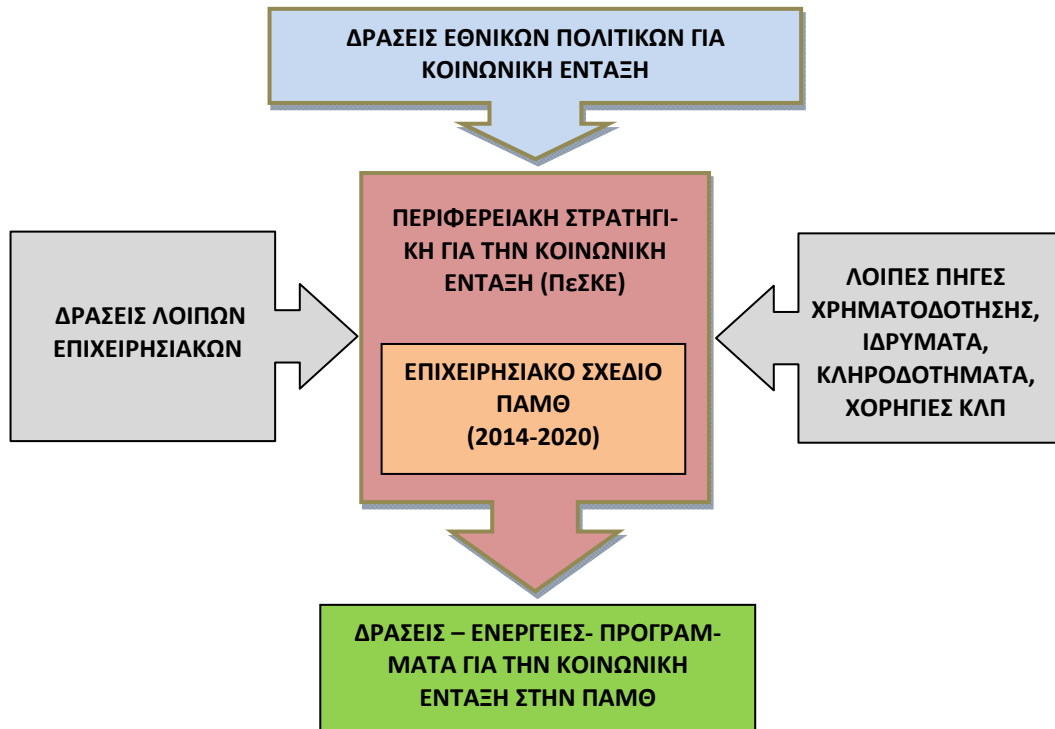 ΔΡΑΣΕΙΣ ΕΘΝΙΚΩΝ ΠΟΛΙΤΙΚΩΝ ΓΙΑ
ΚΟΙΝΩΝΙΚΗ ΕΝΤΑΞΗ
ΠΕΡΙΦΕΡΕΙΑΚΗ ΣΤΡΑΤΗΓΙ-
ΚΗ ΓΙΑ ΤΗΝ ΚΟΙΝΩΝΙΚΗ
ΕΝΤΑΞΗ (ΠεΣΚΕ)
ΔΡΑΣΕΙΣ ΛΟΙΠΩΝ
ΕΠΙΧΕΙΡΗΣΙΑΚΩΝ
ΛΟΙΠΕΣ ΠΗΓΕΣ
ΧΡΗΜΑΤΟΔΟΤΗΣΗΣ,
ΙΔΡΥΜΑΤΑ,
ΚΛΗΡΟΔΟΤΗΜΑΤΑ,
ΧΟΡΗΓΙΕΣ ΚΛΠ
ΕΠΙΧΕΙΡΗΣΙΑΚΟ ΣΧΕΔΙΟ
ΠΑΜΘ
(2014-2020)
ΔΡΑΣΕΙΣ – ΕΝΕΡΓΕΙΕΣ- ΠΡΟΓΡΑΜ-
ΜΑΤΑ ΓΙΑ ΤΗΝ ΚΟΙΝΩΝΙΚΗ
ΕΝΤΑΞΗ ΣΤΗΝ ΠΑΜΘ